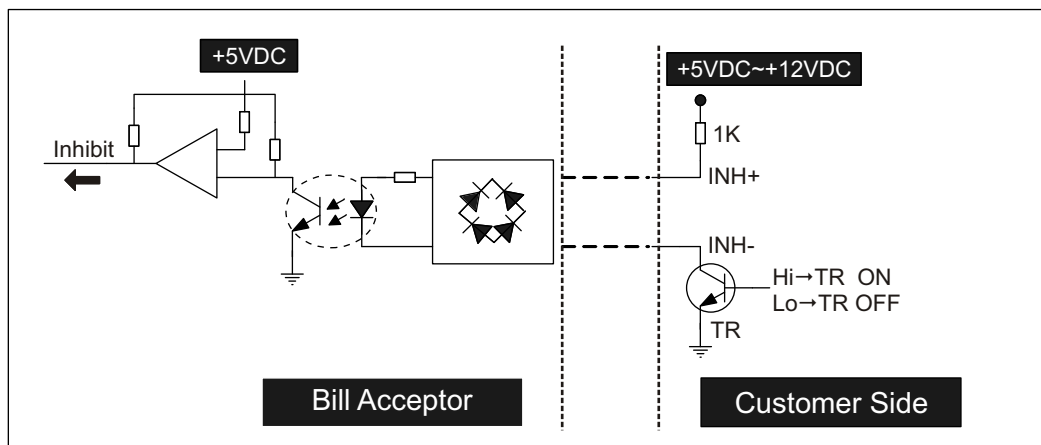 +5VDC
+5VDC~+12VDC
1K
Inhibit
INH+
INH-
Hi→TR ON
Lo→TR OFF
TR
Bill Acceptor
Customer Side